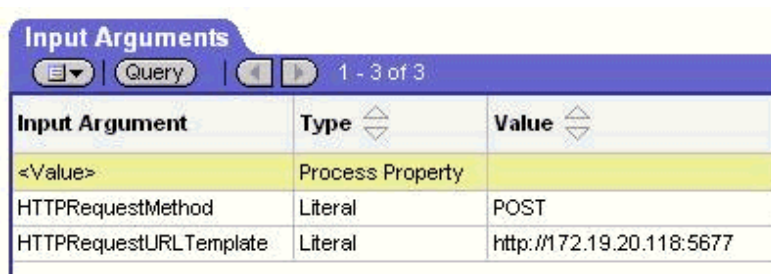 Input Arguments
Query 1 - 3 of 3
Input Argument Type Value
<Value> Process Property
HTTPRequestMethod Literal POST
HTTPRequestURLTemplate Literal http://172.19.20.118:5677